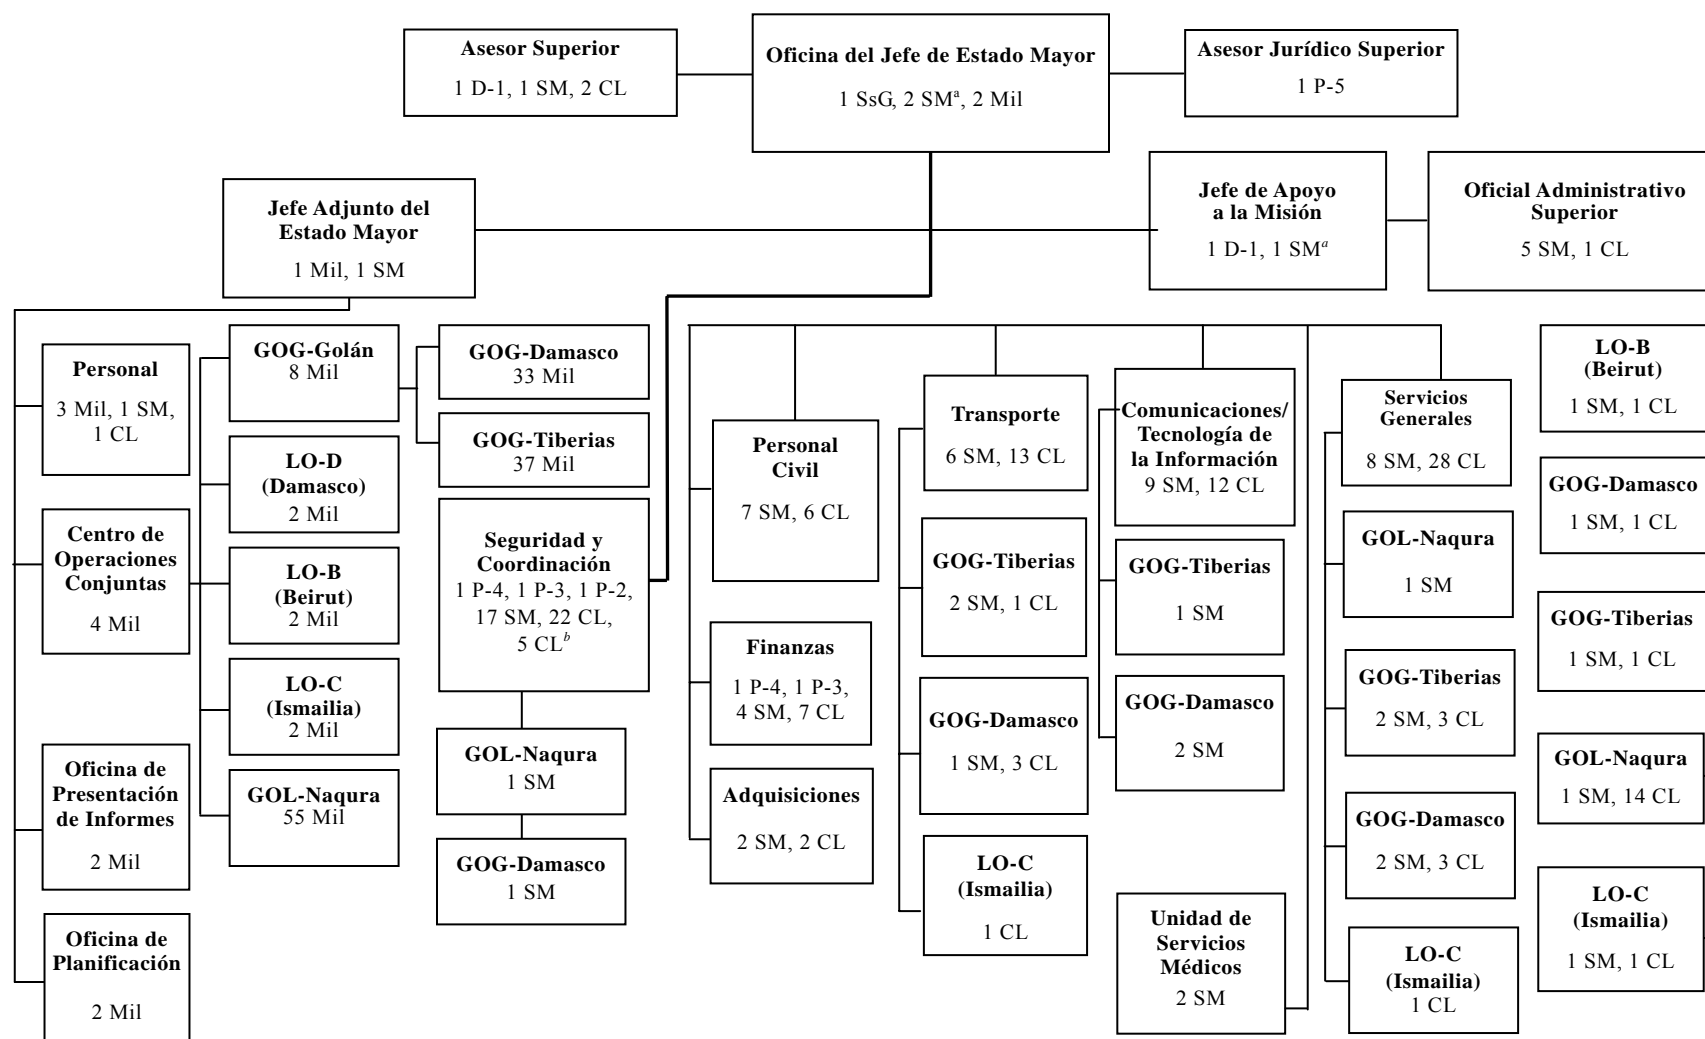 Asesor Superior
1 D-1, 1 SM, 2 CL
Oficina del Jefe de Estado Mayor
1 SsG, 2 SMª, 2 Mil
Asesor Jurídico Superior
1 P-5
Jefe Adjunto del
Estado Mayor
1 Mil, 1 SM
Jefe de Apoyo
a la Misión
1 D-1, 1 SMª
Oficial Administrativo
Superior
5 SM, 1 CL
Personal
3 Mil, 1 SM,
1 CL
Centro de
Operaciones
Conjuntas
4 Mil
Oficina de
Presentación
de Informes
2 Mil
Oficina de
Planificación
2 Mil
GOG-Golán
8 Mil
LO-D
(Damasco)
2 Mil
LO-B
(Beirut)
2 Mil
LO-C
(Ismailia)
2 Mil
GOL-Naqura
55 Mil
GOG-Damasco
33 Mil
GOG-Tiberias
37 Mil
Seguridad y
Coordinación
1 P-4, 1 P-3, 1 P-2,
17 SM, 22 CL,
5 CLᵇ
GOL-Naqura
1 SM
GOG-Damasco
1 SM
Personal
Civil
7 SM, 6 CL
Finanzas
1 P-4, 1 P-3,
4 SM, 7 CL
Adquisiciones
2 SM, 2 CL
Transporte
6 SM, 13 CL
GOG-Tiberias
2 SM, 1 CL
GOG-Damasco
1 SM, 3 CL
LO-C
(Ismailia)
1 CL
Comunicaciones/
Tecnología de
la Información
9 SM, 12 CL
GOG-Tiberias
1 SM
GOG-Damasco
2 SM
Unidad de
Servicios
Médicos
2 SM
Servicios
Generales
8 SM, 28 CL
GOL-Naqura
1 SM
GOG-Tiberias
2 SM, 3 CL
GOG-Damasco
2 SM, 3 CL
LO-C
(Ismailia)
1 CL
LO-B
(Beirut)
1 SM, 1 CL
GOG-Damasco
1 SM, 1 CL
GOG-Tiberias
1 SM, 1 CL
GOL-Naqura
1 SM, 14 CL
LO-C
(Ismailia)
1 SM, 1 CL